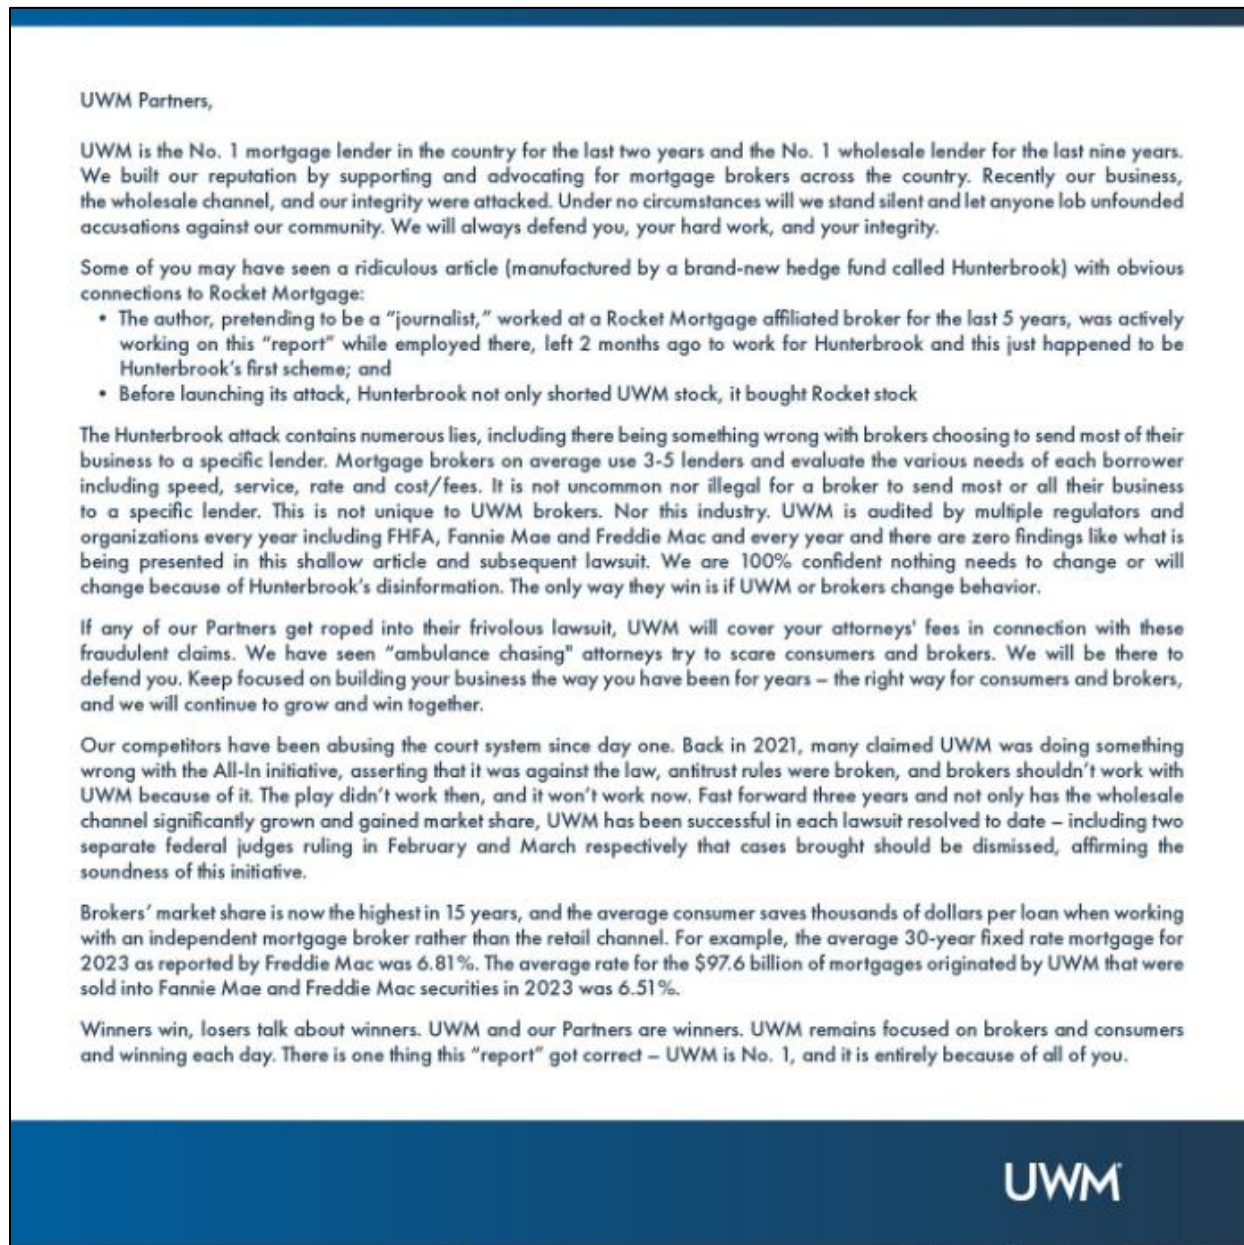 UWM Partners,
UWM is the No. 1 mortgage lender in the country for the last two years and the No. 1 wholesale lender for the last nine years.
We built our reputation by supporting and advocating for mortgage brokers across the country. Recently our business,
the wholesale channel, and our integrity were attacked. Under no circumstances will we stand silent and let anyone lob unfounded
accusations against our community. We will always defend you, your hard work, and your integrity.
Some of you may have seen a ridiculous article (manufactured by a brand-new hedge fund called Hunterbrook) with obvious
connections to Rocket Mortgage:
• The author, pretending to be a “journalist,” worked at a Rocket Mortgage affiliated broker for the last 5 years, was actively
working on this “report” while employed there, left 2 months ago to work for Hunterbrook and this just happened to be
Hunterbrook’s first scheme; and
• Before launching its attack, Hunterbrook not only shorted UWM stock, it bought Rocket stock
The Hunterbrook attack contains numerous lies, including there being something wrong with brokers choosing to send most of their
business to a specific lender. Mortgage brokers on average use 3-5 lenders and evaluate the various needs of each borrower
including speed, service, rate and cost/fees. It is not uncommon nor illegal for a broker to send most or all their business
to a specific lender. This is not unique to UWM brokers. Nor this industry. UWM is audited by multiple regulators and
organizations every year including FHFA, Fannie Mae and Freddie Mac and every year and there are zero findings like what is
being presented in this shallow article and subsequent lawsuit. We are 100% confident nothing needs to change or will
change because of Hunterbrook’s disinformation. The only way they win is if UWM or brokers change behavior.
If any of our Partners get roped into their frivolous lawsuit, UWM will cover your attorneys' fees in connection with these
fraudulent claims. We have seen “ambulance chasing" attorneys try to scare consumers and brokers. We will be there to
defend you. Keep focused on building your business the way you have been for years – the right way for consumers and brokers,
and we will continue to grow and win together.
Our competitors have been abusing the court system since day one. Back in 2021, many claimed UWM was doing something
wrong with the All-In initiative, asserting that it was against the law, antitrust rules were broken, and brokers shouldn’t work with
UWM because of it. The play didn’t work then, and it won’t work now. Fast forward three years and not only has the wholesale
channel significantly grown and gained market share, UWM has been successful in each lawsuit resolved to date – including two
separate federal judges ruling in February and March respectively that cases brought should be dismissed, affirming the
soundness of this initiative.
Brokers’ market share is now the highest in 15 years, and the average consumer saves thousands of dollars per loan when working
with an independent mortgage broker rather than the retail channel. For example, the average 30-year fixed rate mortgage for
2023 as reported by Freddie Mac was 6.81%. The average rate for the $97.6 billion of mortgages originated by UWM that were
sold into Fannie Mae and Freddie Mac securities in 2023 was 6.51%.
Winners win, losers talk about winners. UWM and our Partners are winners. UWM remains focused on brokers and consumers
and winning each day. There is one thing this “report” got correct – UWM is No. 1, and it is entirely because of all of you.
UWM